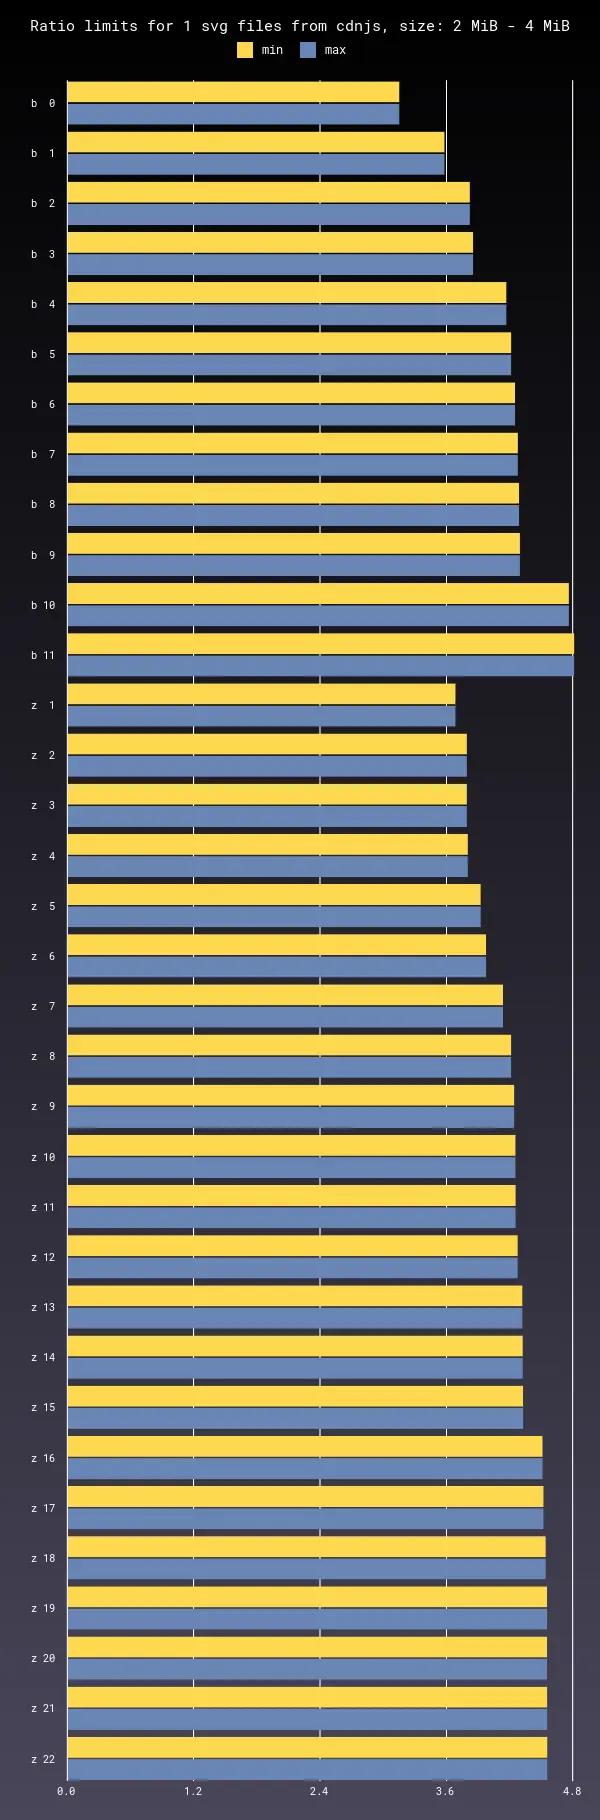 Ratio limits for 1 svg files from cdnjs, size: 2 MiB - 4 MiB
min max
b 0
b 1
b 2
b 3
b 4
b 5
b 6
b 7
b 8
b 9
b 10
b 11
z 1
z 2
z 3
z 4
z 5
z 6
z 7
z 8
z 9
z 10
z 11
z 12
z 13
z 14
z 15
z 16
z 17
z 18
z 19
z 20
z 21
z 22
0.0 1.2 2.4 3.6 4.8